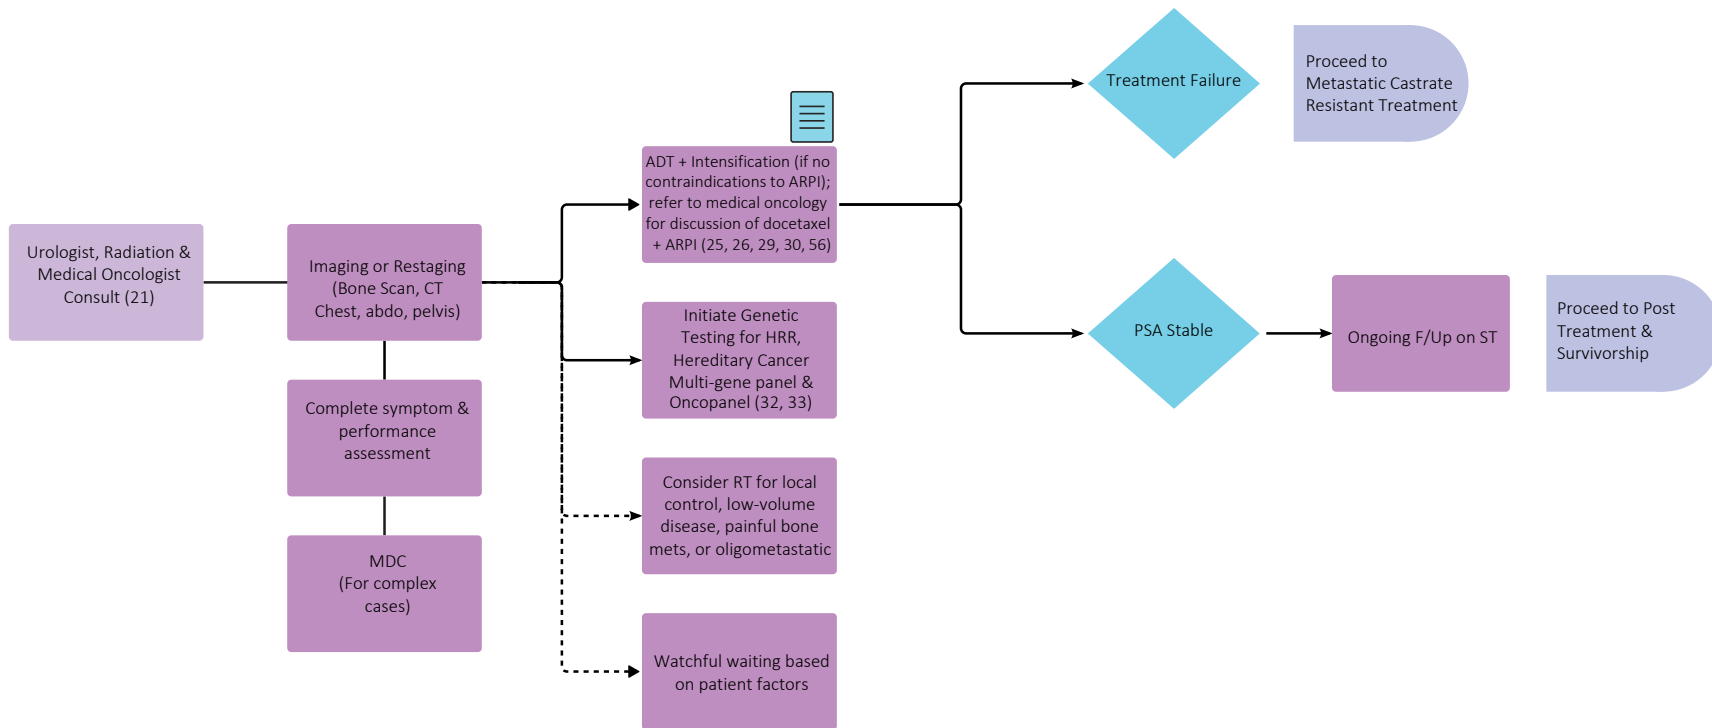 Urologist, Radiation &
Medical Oncologist
Consult (21)
Imaging or Restaging
(Bone Scan, CT
Chest, abdo, pelvis)
Complete symptom &
performance
assessment
MDC
(For complex
cases)
ADT + Intensification (if no
contraindications to ARPI);
refer to medical oncology
for discussion of docetaxel
+ ARPI (25, 26, 29, 30, 56)
Initiate Genetic
Testing for HRR,
Hereditary Cancer
Multi-gene panel &
Oncopanel (32, 33)
Consider RT for local
control, low-volume
disease, painful bone
mets, or oligometastatic
Watchful waiting based
on patient factors
Treatment Failure
Proceed to
Metastatic Castrate
Resistant Treatment
PSA Stable
Ongoing F/Up on ST
Proceed to Post
Treatment &
Survivorship